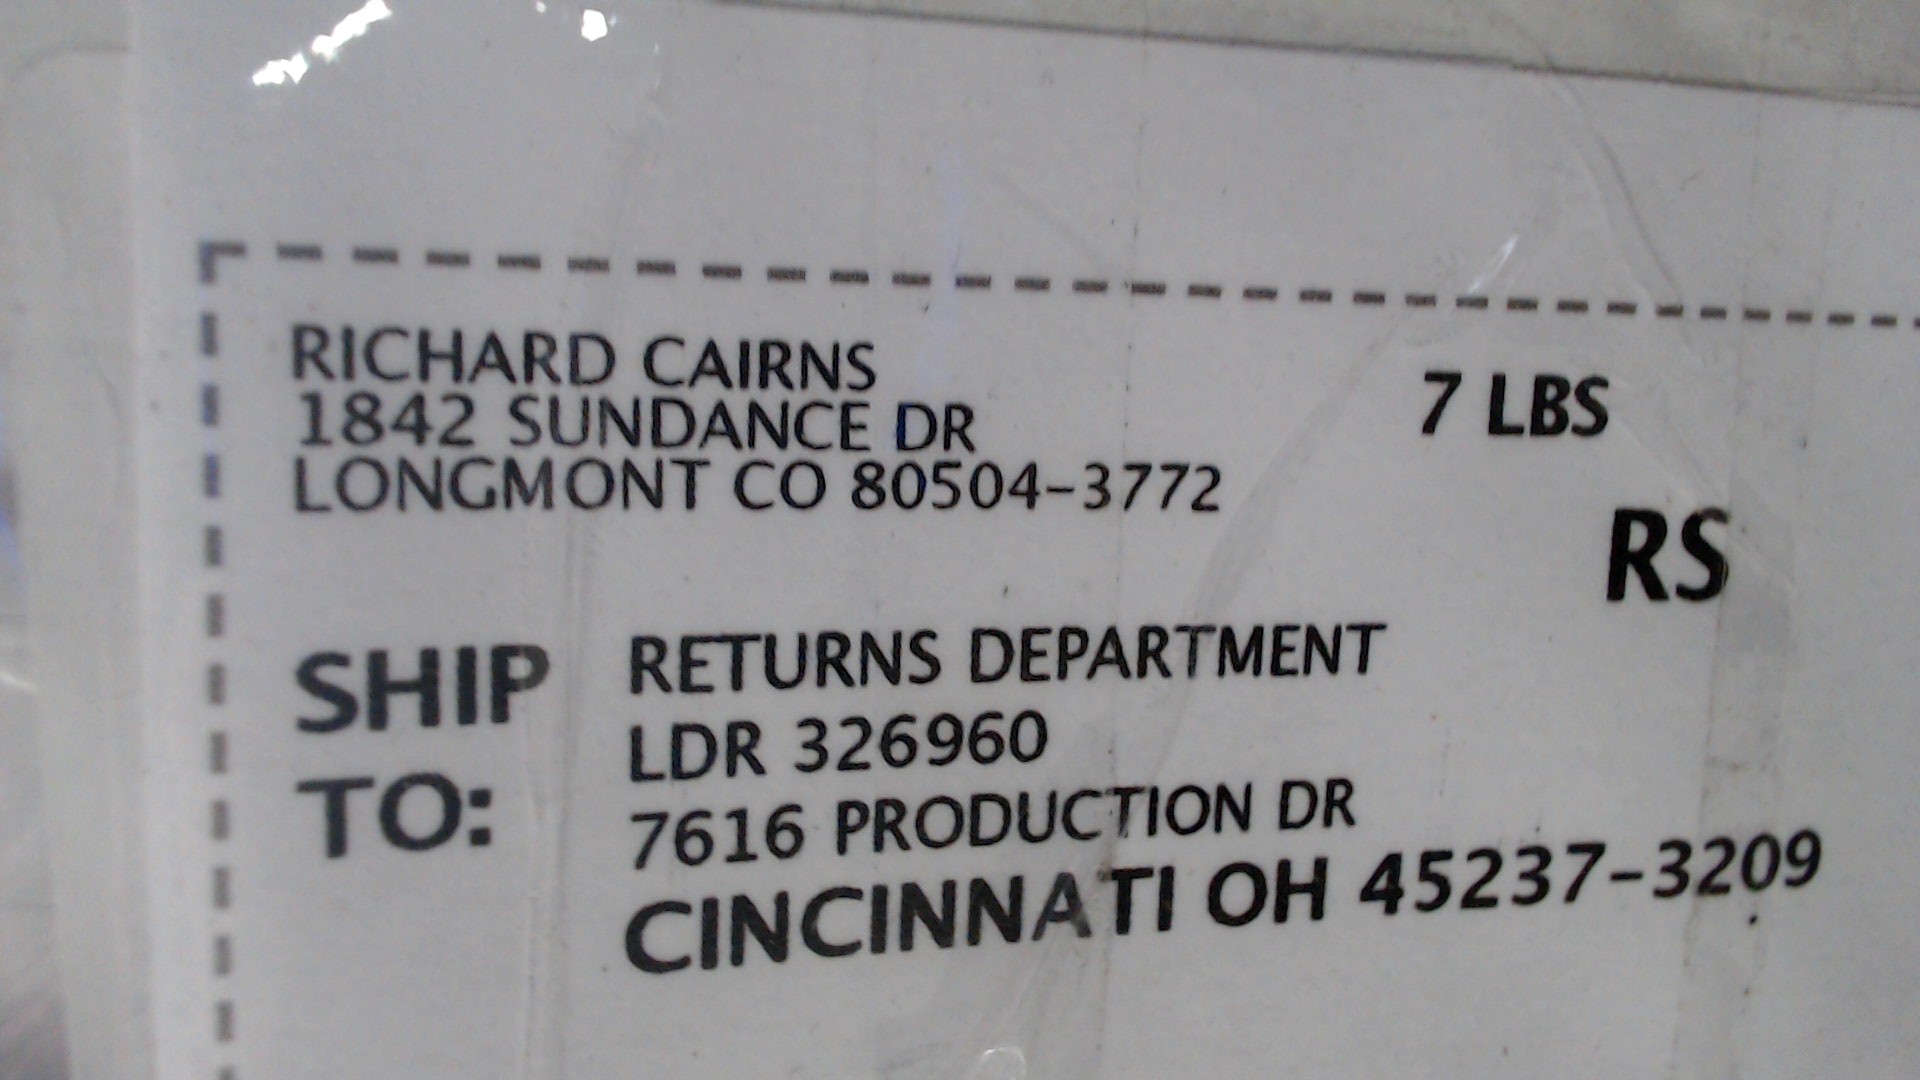 RICHARD CAIRNS
1842 SUNDANCE DR
LONGMONT CO 80504-3772
7 LBS
RS
SHIP TO:
RETURNS DEPARTMENT
LDR 326960
7616 PRODUCTION DR
CINCINNATI OH 45237-3209